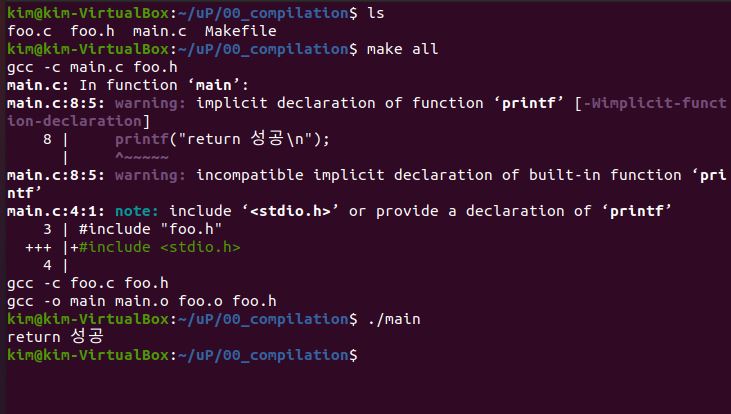 kim@kim-VirtualBox:~/uP/00_compilation$ ls
foo.c  foo.h  main.c  Makefile
kim@kim-VirtualBox:~/uP/00_compilation$ make all
gcc -c main.c foo.h
main.c: In function ‘main’:
main.c:8:5: warning: implicit declaration of function ‘printf’ [-Wimplicit-funct
ion-declaration]
    8 |     printf("return 성공\n");
      |     ^~~~~~
main.c:8:5: warning: incompatible implicit declaration of built-in function ‘pri
ntf’
main.c:4:1: note: include ‘<stdio.h>’ or provide a declaration of ‘printf’
    3 | #include "foo.h"
  +++ |+#include <stdio.h>
    4 |
gcc -c foo.c foo.h
gcc -o main main.o foo.o foo.h
kim@kim-VirtualBox:~/uP/00_compilation$ ./main
return 성공
kim@kim-VirtualBox:~/uP/00_compilation$